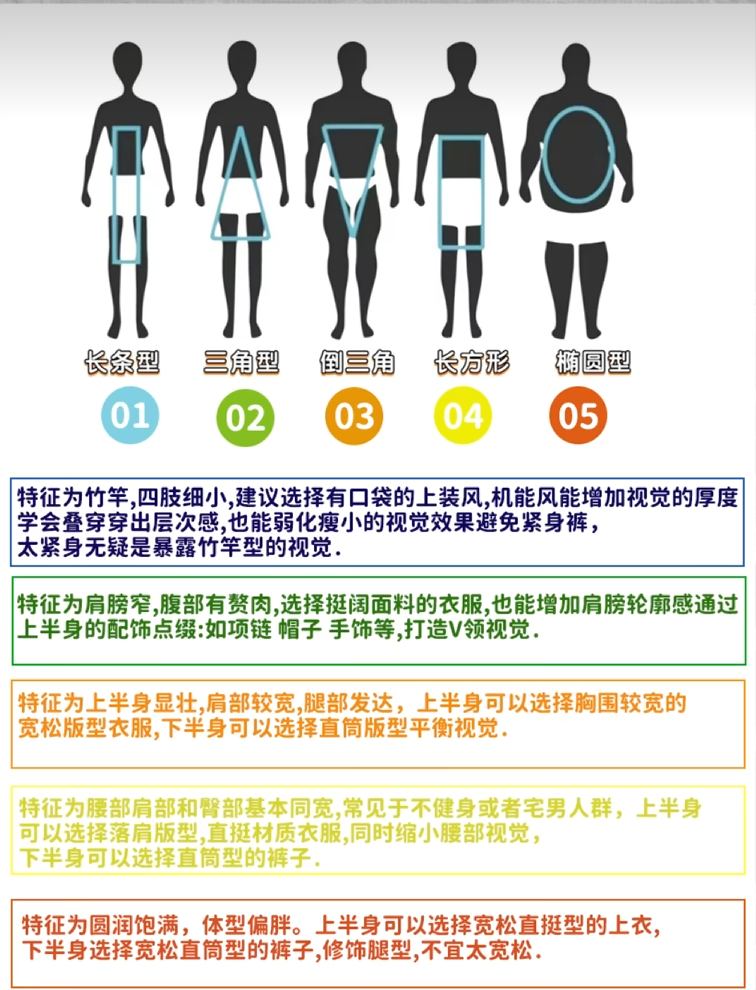 长条型 三角型 倒三角 长方形 椭圆型
01 02 03 04 05
特征为竹竿,四肢细小,建议选择有口袋的上装风,机能风能增加视觉的厚度
学会叠穿穿出层次感,也能弱化瘦小的视觉效果避免紧身裤，
太紧身无疑是暴露竹竿型的视觉.
特征为肩膀窄,腹部有赘肉,选择挺阔面料的衣服,也能增加肩膀轮廓感通过
上半身的配饰点缀:如项链 帽子 手饰等,打造V领视觉.
特征为上半身显壮,肩部较宽,腿部发达，上半身可以选择胸围较宽的
宽松版型衣服,下半身可以选择直筒版型平衡视觉.
特征为腰部肩部和臀部基本同宽,常见于不健身或者宅男人群，上半身
可以选择落肩版型,直挺材质衣服,同时缩小腰部视觉，
下半身可以选择直筒型的裤子.
特征为圆润饱满，体型偏胖。上半身可以选择宽松直挺型的上衣,
下半身选择宽松直筒型的裤子,修饰腿型,不宜太宽松.